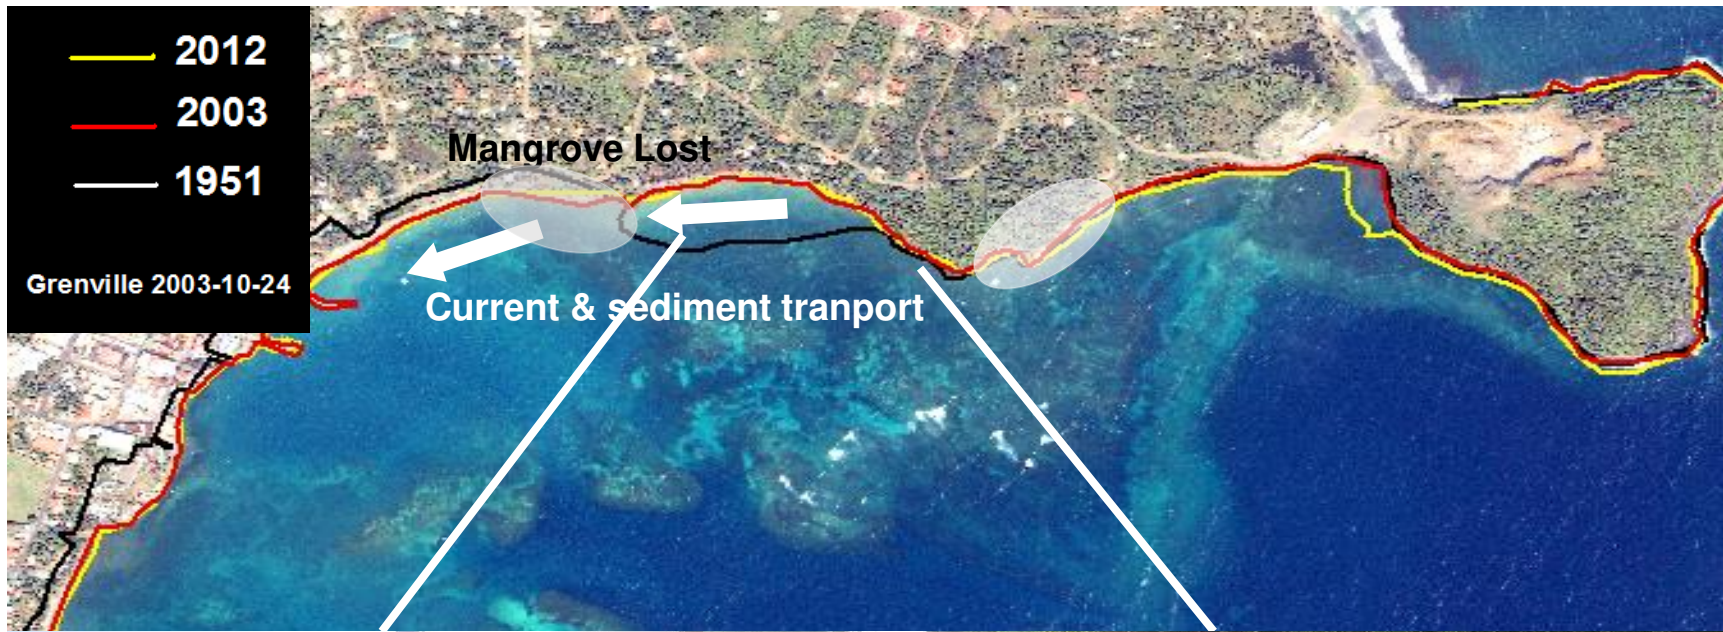 2012
2003
1951
Grenville 2003-10-24
Mangrove Lost
Current & sediment tranport